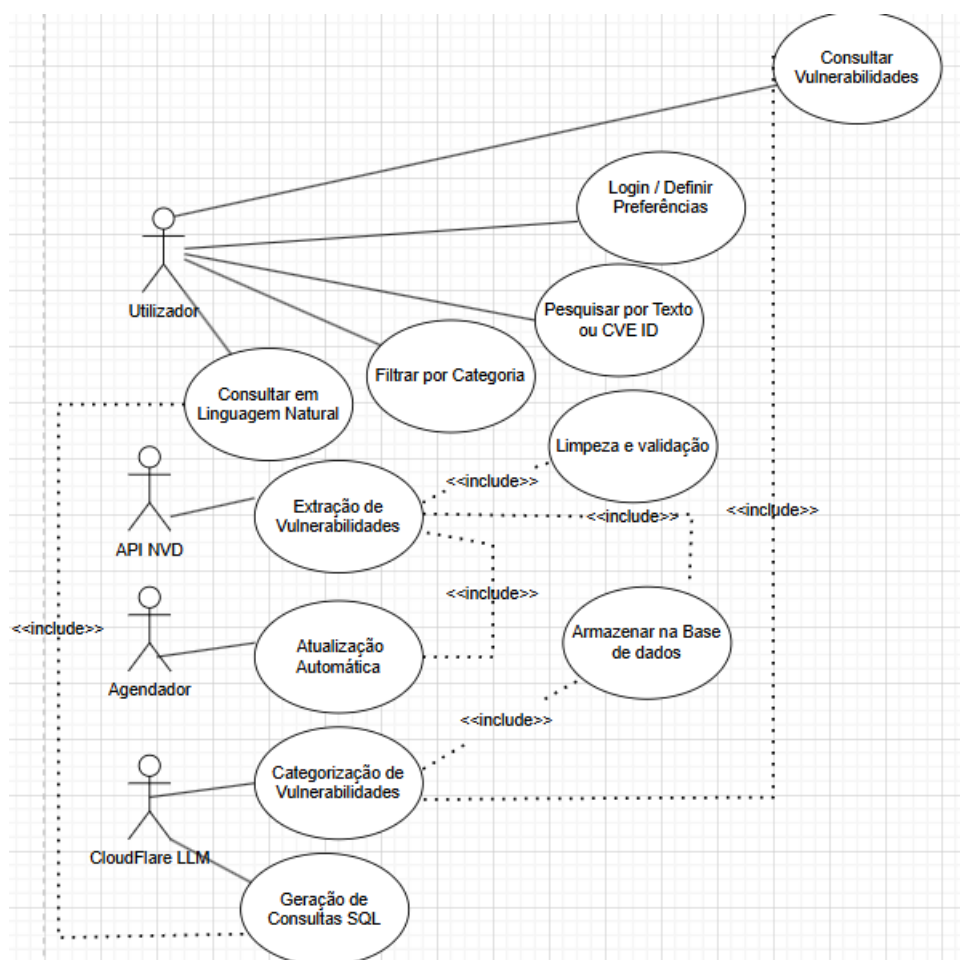 Consultar
Vulnerabilidades
Login / Definir
Preferências
Utilizador
Pesquisar por Texto
ou CVE ID
Filtrar por Categoria
Consultar em
Linguagem Natural
Limpeza e validação
<<include>>
API NVD
Extração de
Vulnerabilidades
<<include>>
<<include>>
<<include>>
<<include>>
Agendador
Atualização
Automática
Armazenar na Base
de dados
<<include>>
CloudFlare LLM
Categorização de
Vulnerabilidades
Geração de
Consultas SQL